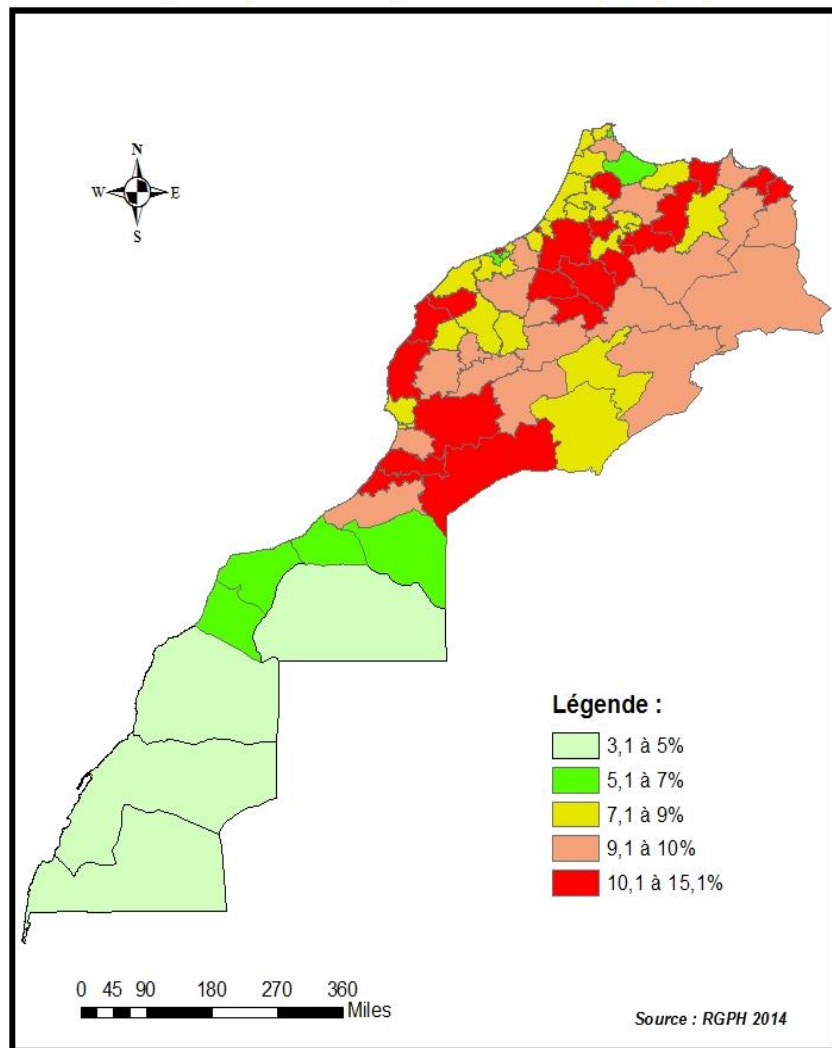 N
W E
S
Légende :
3,1 à 5%
5,1 à 7%
7,1 à 9%
9,1 à 10%
10,1 à 15,1%
0 45 90 180 270 360
Miles
Source : RGPH 2014